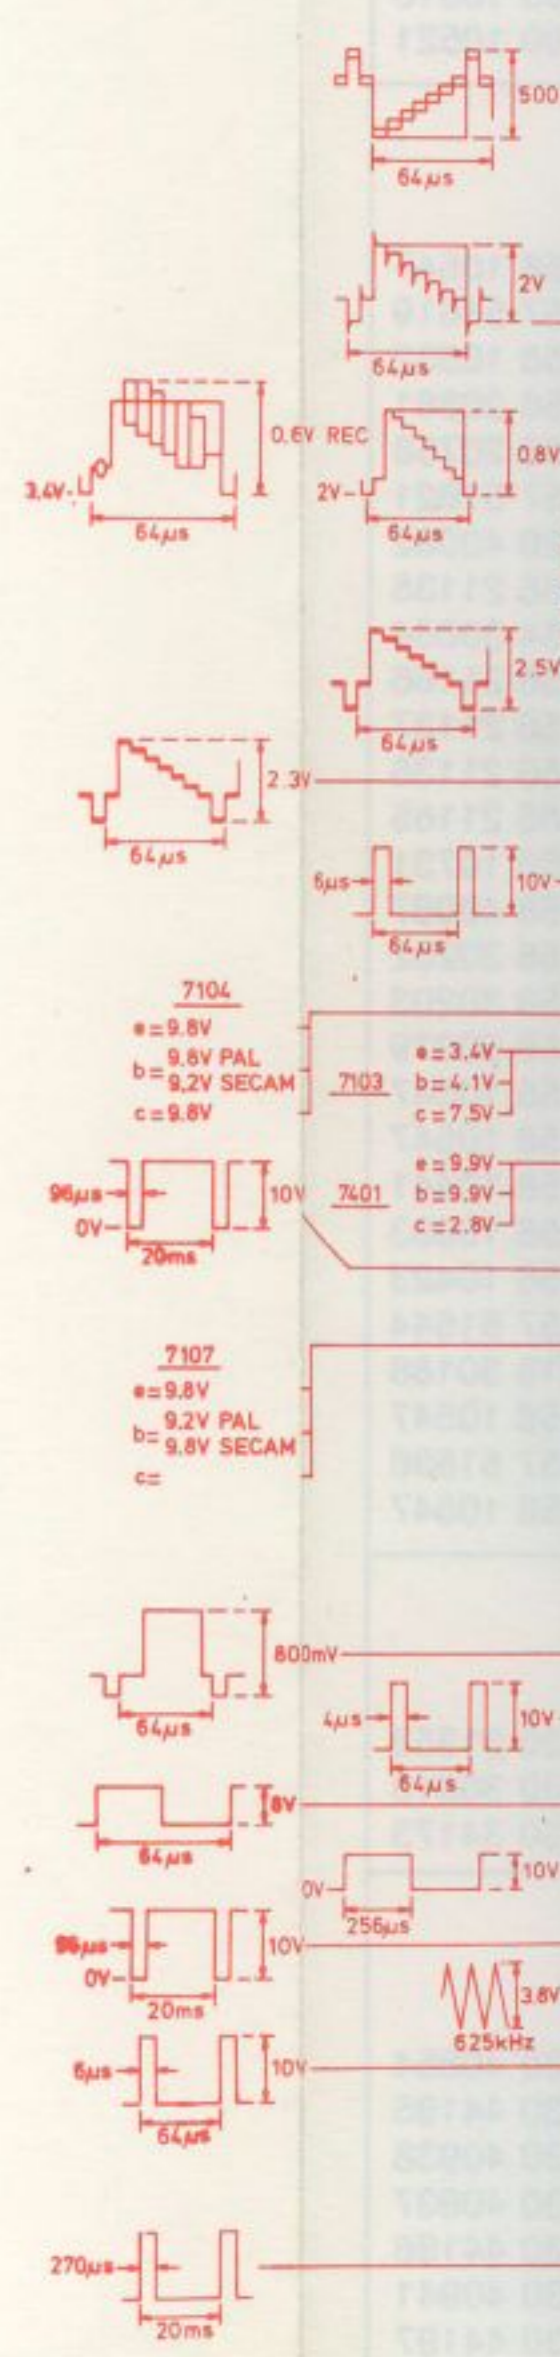 500
64µs
2V
64µs
0.6V REC
3.4V
64µs
0.8V
2V
64µs
2.5V
64µs
2.3V
64µs
6µs
10V
64µs
7104
e = 9.8V
b = 9.8V PAL
9.2V SECAM
c = 9.8V
7103
e = 3.4V
b = 4.1V
c = 7.5V
96µs
10V
0V
20ms
7401
e = 9.9V
b = 9.9V
c = 2.8V
7107
e = 9.8V
b = 9.2V PAL
9.8V SECAM
c =
800mV
64µs
4µs
10V
64µs
8V
64µs
0V
10V
256µs
96µs
10V
0V
20ms
3.8V
625kHz
6µs
10V
64µs
270µs
20ms